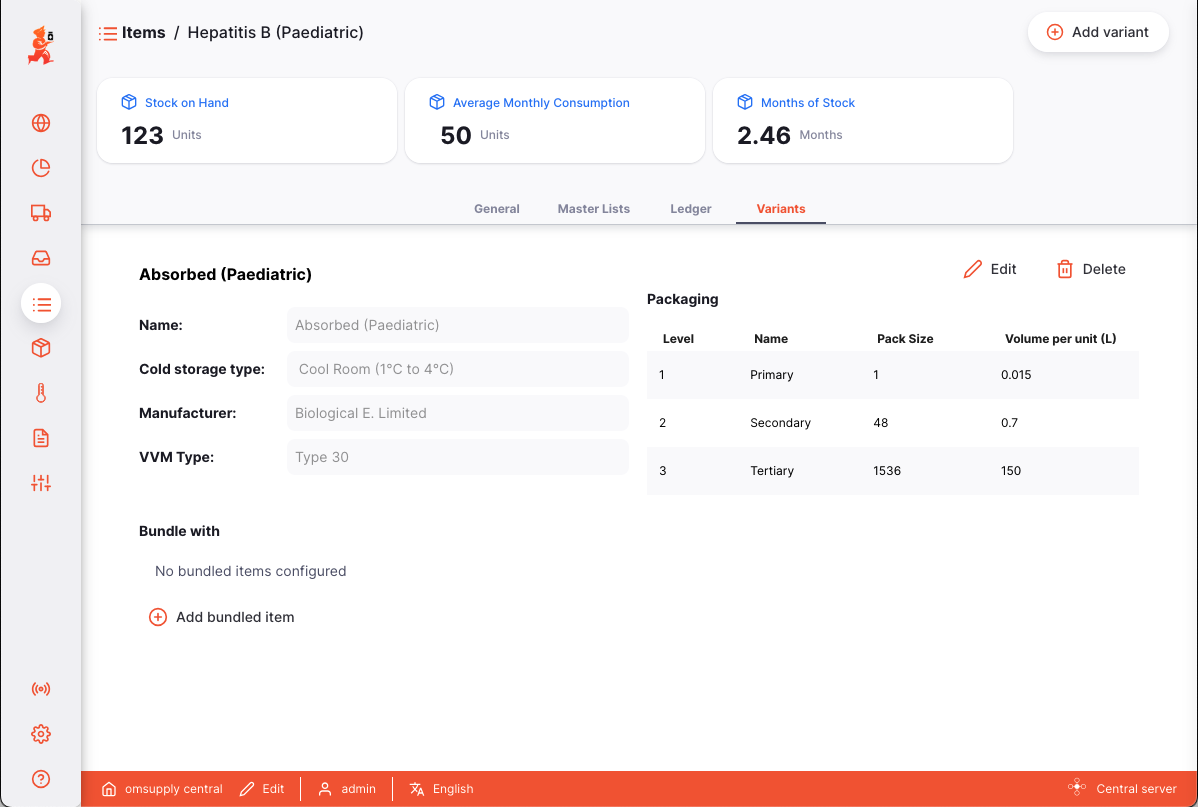 Items / Hepatitis B (Paediatric)
Add variant
Stock on Hand
123 Units
Average Monthly Consumption
50 Units
Months of Stock
2.46 Months
General Master Lists Ledger Variants
Absorbed (Paediatric)
Edit Delete
Name: Absorbed (Paediatric)
Cold storage type: Cool Room (1°C to 4°C)
Manufacturer: Biological E. Limited
VVM Type: Type 30
Packaging
Level Name Pack Size Volume per unit (L)
1 Primary 1 0.015
2 Secondary 48 0.7
3 Tertiary 1536 150
Bundle with
No bundled items configured
Add bundled item
omsupply central Edit admin English Central server